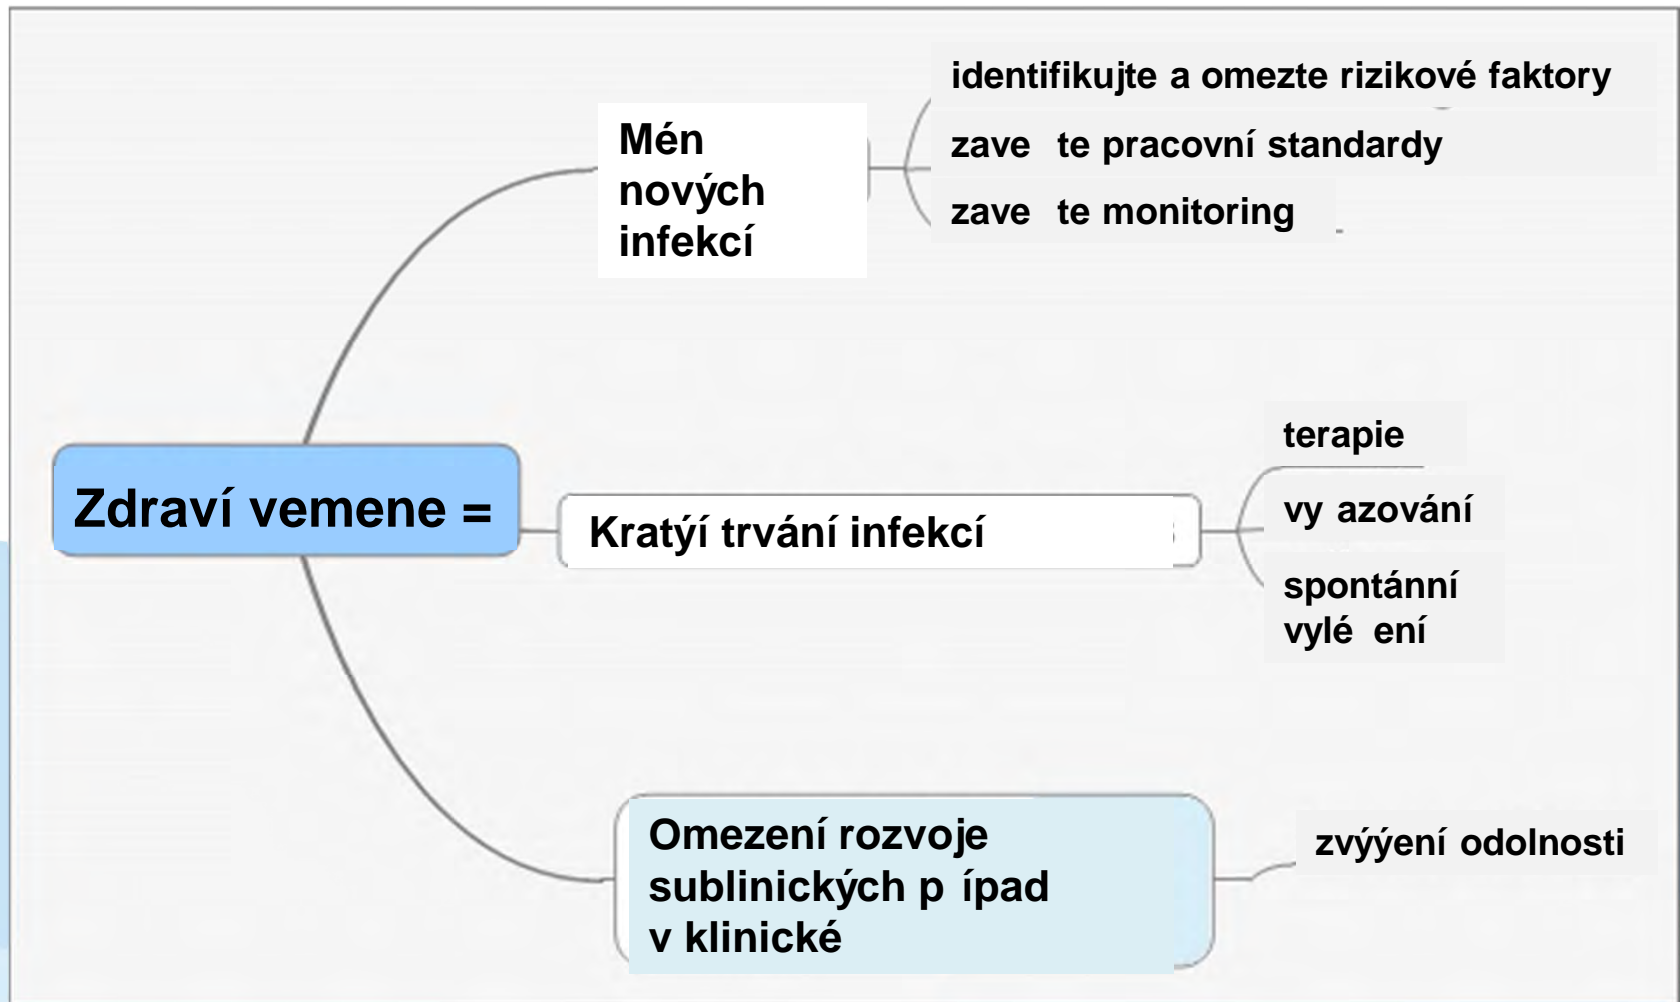 identifikujte a omezte rizikové faktory
Mén
nových
infekcí
zave te pracovní standardy
zave te monitoring
Zdraví vemene =
Kratýí trvání infekcí
terapie
vy azování
spontánní
vylé ení
Omezení rozvoje
sublinických p ípad
v klinické
zvýýení odolnosti